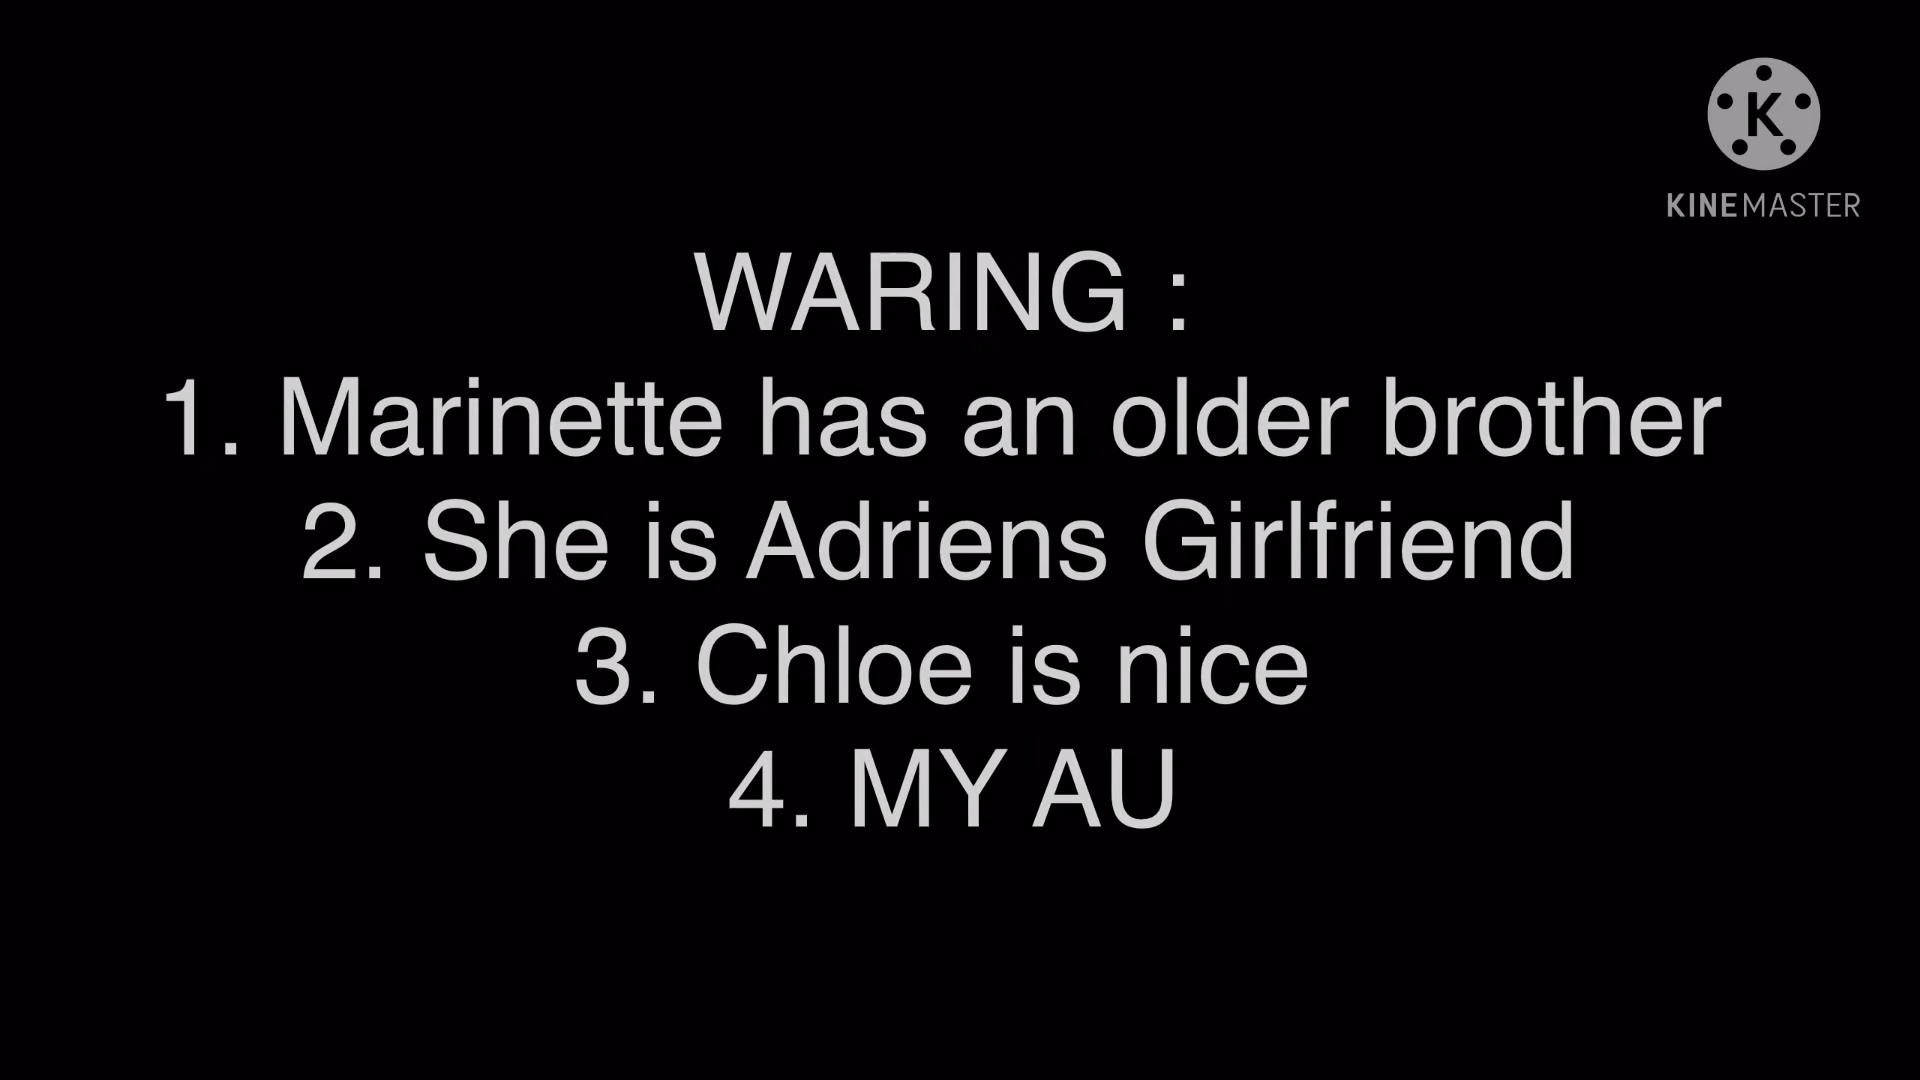 K
KINEMASTER
WARING :
1. Marinette has an older brother
2. She is Adriens Girlfriend
3. Chloe is nice
4. MY AU